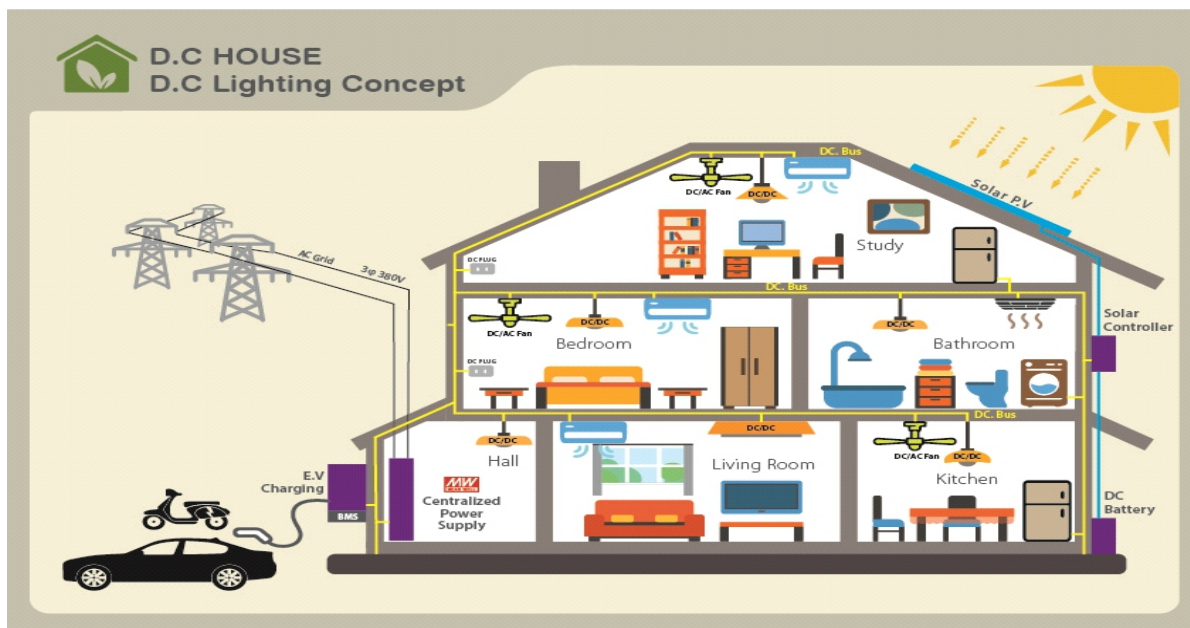 D.C HOUSE
D.C Lighting Concept
DC. Bus
DC/AC Fan
DC/DC
Solar P.V
Study
AC Grid 3φ 380V
DC PLUG
DC. Bus
DC/AC Fan
DC/DC
Bedroom
DC/DC
Bathroom
Solar
Controller
DC PLUG
DC. Bus
DC/DC
Hall
DC/DC
Living Room
DC/AC Fan
DC/DC
Kitchen
E.V
Charging
BMS
MW
Centralized
Power
Supply
DC
Battery